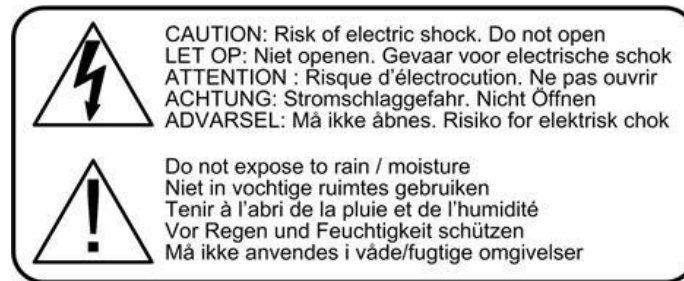 CAUTION: Risk of electric shock. Do not open
LET OP: Niet openen. Gevaar voor electrische schok
ATTENTION : Risque d'électrocution. Ne pas ouvrir
ACHTUNG: Stromschlaggefahr. Nicht Öffnen
ADVARSEL: Må ikke åbnes. Risiko for elektrisk chok
Do not expose to rain / moisture
Niet in vochtige ruimtes gebruiken
Tenir à l'abri de la pluie et de l'humidité
Vor Regen und Feuchtigkeit schützen
Må ikke anvendes i våde/fugtige omgivelser